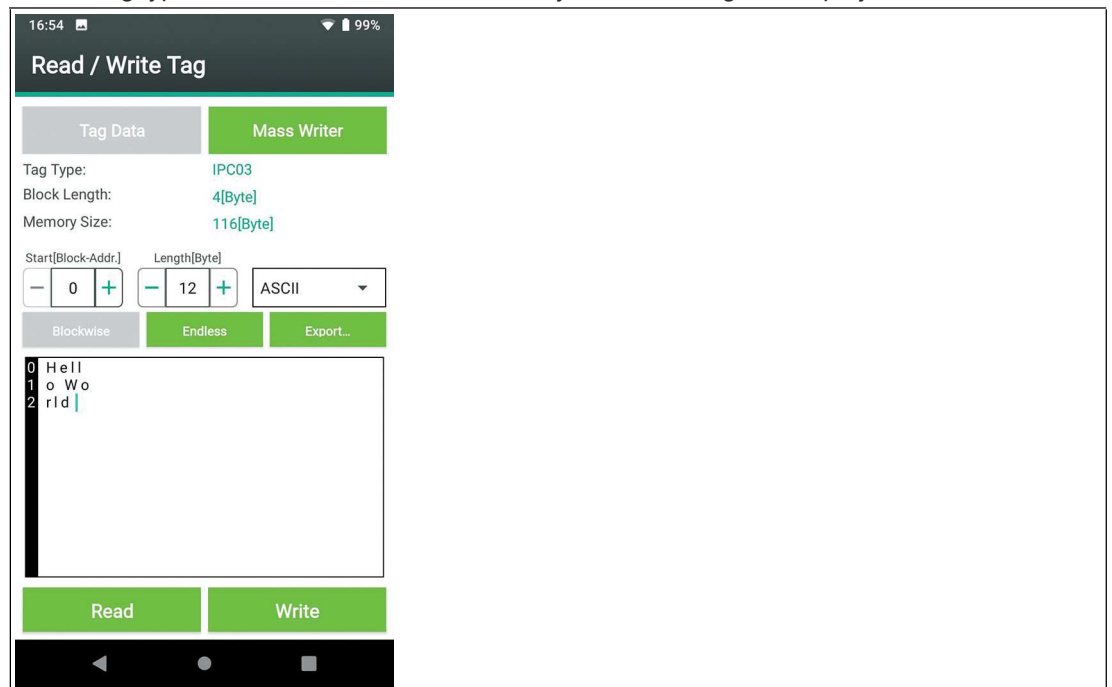 16:54 99%
Read / Write Tag
Tag Data Mass Writer
Tag Type: IPC03
Block Length: 4[Byte]
Memory Size: 116[Byte]
Start[Block-Addr.] Length[Byte]
− 0 + − 12 + ASCII
Blockwise Endless Export...
0 Hell
1 o Wo
2 rld
Read Write